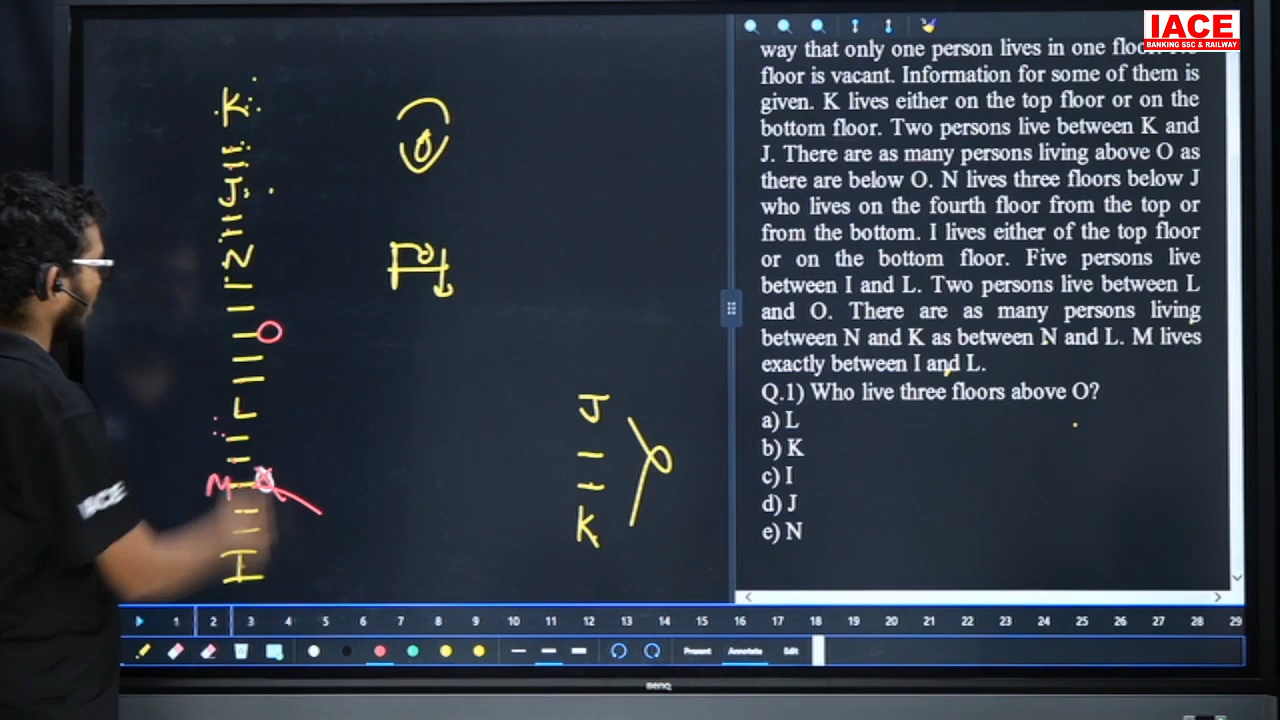 IACE
BANKING SSC & RAILWAY
way that only one person lives in one floor. No
floor is vacant. Information for some of them is
given. K lives either on the top floor or on the
bottom floor. Two persons live between K and
J. There are as many persons living above O as
there are below O. N lives three floors below J
who lives on the fourth floor from the top or
from the bottom. I lives either of the top floor
or on the bottom floor. Five persons live
between I and L. Two persons live between L
and O. There are as many persons living
between N and K as between N and L. M lives
exactly between I and L.
Q.1) Who live three floors above O?
a) L
b) K
c) I
d) J
e) N
K
J
N
O
L
M
I
O
J
K
IACE
1 2 3 4 5 6 7 8 9 10 11 12 13 14 15 16 17 18 19 20 21 22 23 24 25 26 27 28 29
Present Annotate Edit
BenQ